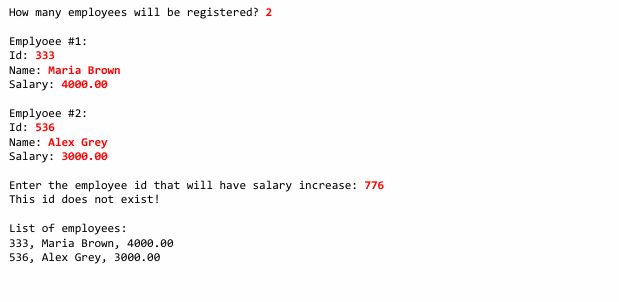 How many employees will be registered? 2
Emplyoee #1:
Id: 333
Name: Maria Brown
Salary: 4000.00
Emplyoee #2:
Id: 536
Name: Alex Grey
Salary: 3000.00
Enter the employee id that will have salary increase: 776
This id does not exist!
List of employees:
333, Maria Brown, 4000.00
536, Alex Grey, 3000.00